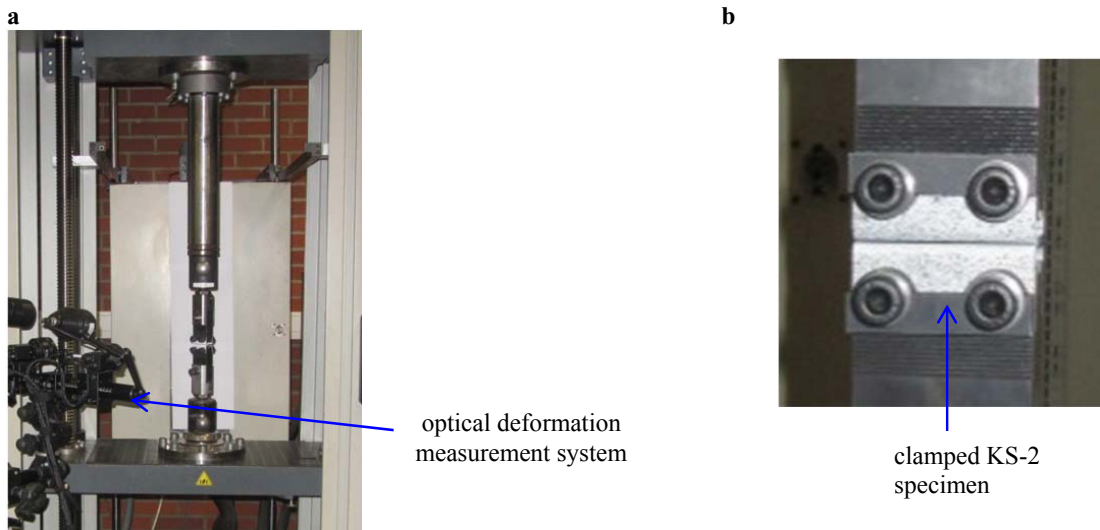 a
b
optical deformation
measurement system
clamped KS-2
specimen